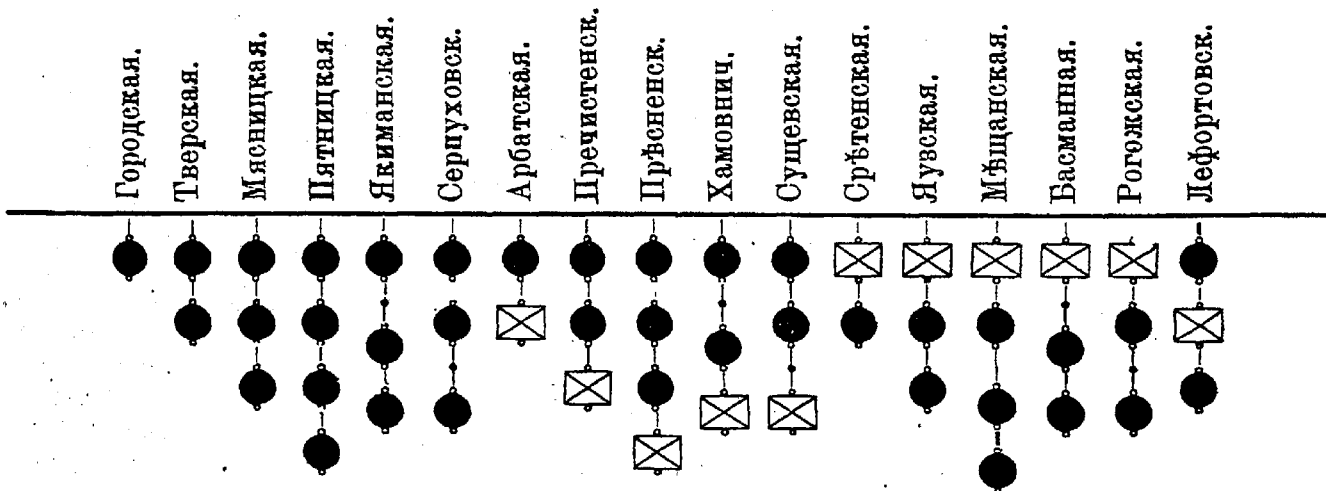 Городская.
Тверская.
Мясницкая.
Пятницкая.
Якиманская.
Серпуховск.
Арбатская.
Пречистенск.
Прѣсненск.
Хамовнич.
Сущевская.
Срѣтенская.
Яузская.
Мѣщанская.
Басманная.
Рогожская.
Лефортовск.